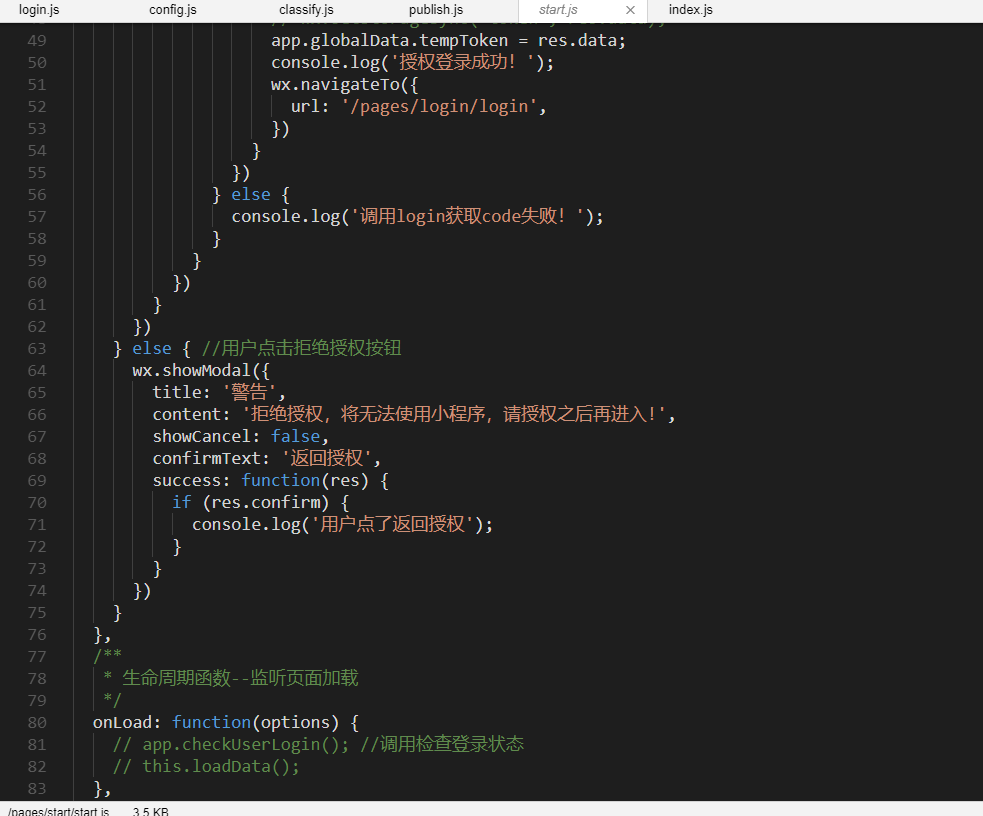 login.js config.js classify.js publish.js start.js × index.js
49 app.globalData.tempToken = res.data;
50 console.log('授权登录成功！');
51 wx.navigateTo({
52 url: '/pages/login/login',
53 })
54 }
55 })
56 } else {
57 console.log('调用login获取code失败！');
58 }
59 }
60 })
61 }
62 })
63 } else { //用户点击拒绝授权按钮
64 wx.showModal({
65 title: '警告',
66 content: '拒绝授权，将无法使用小程序，请授权之后再进入!',
67 showCancel: false,
68 confirmText: '返回授权',
69 success: function(res) {
70 if (res.confirm) {
71 console.log('用户点了返回授权');
72 }
73 }
74 })
75 }
76 },
77 /**
78 * 生命周期函数--监听页面加载
79 */
80 onLoad: function(options) {
81 // app.checkUserLogin(); //调用检查登录状态
82 // this.loadData();
83 },
/pages/start/start.js 3.5 KB